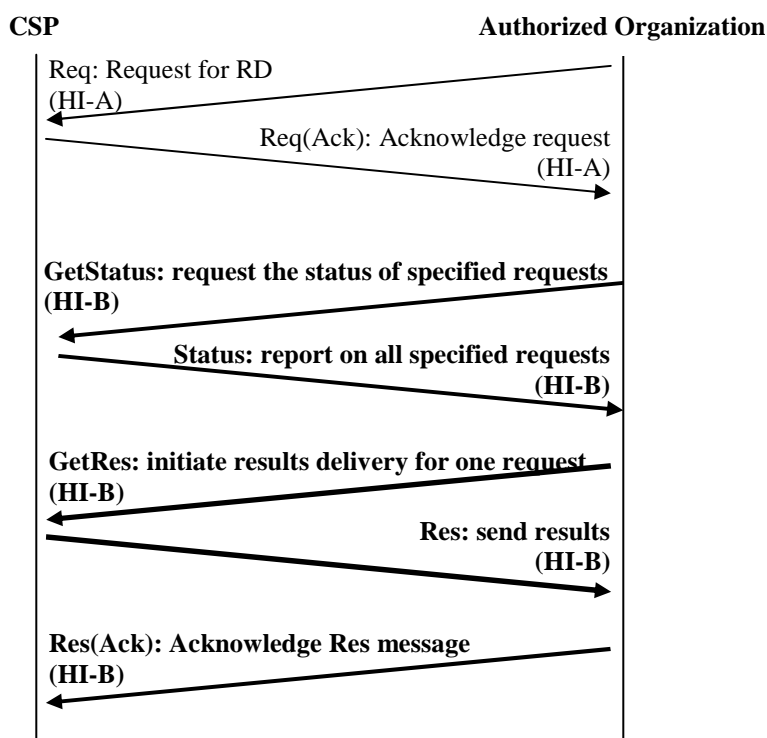 CSP
Authorized Organization
Req: Request for RD
(HI-A)
Req(Ack): Acknowledge request
(HI-A)
GetStatus: request the status of specified requests
(HI-B)
Status: report on all specified requests
(HI-B)
GetRes: initiate results delivery for one request
(HI-B)
Res: send results
(HI-B)
Res(Ack): Acknowledge Res message
(HI-B)